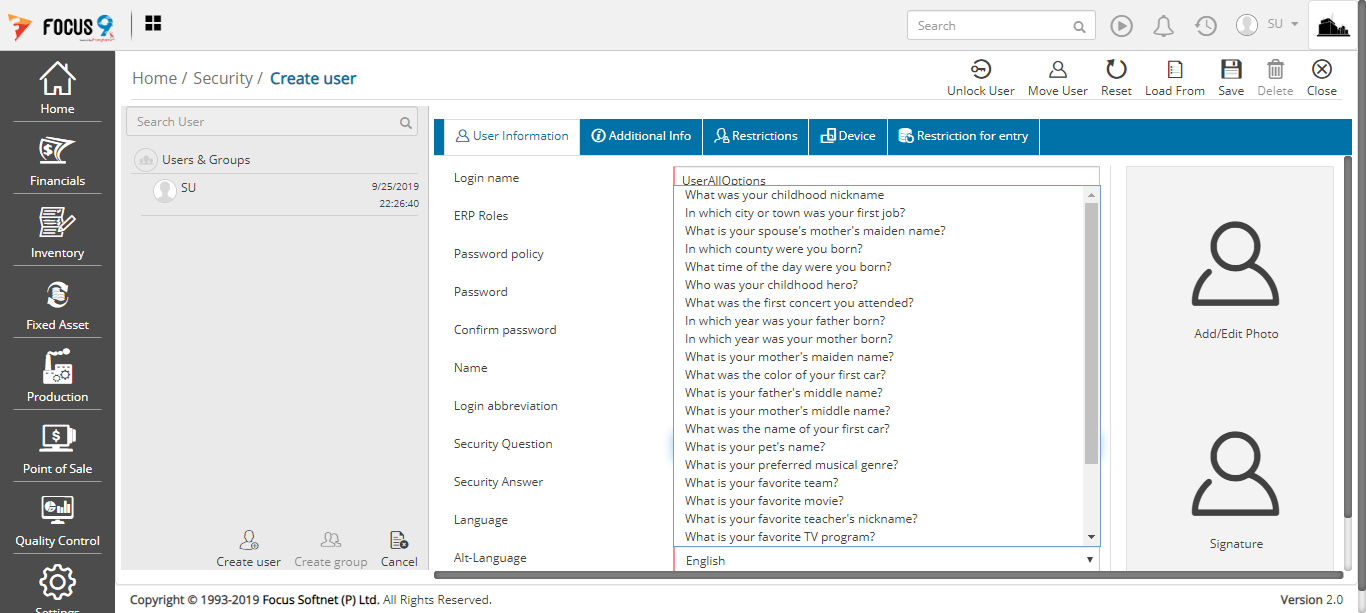 FOCUS 9
Search
SU
Home / Security / Create user
Unlock User
Move User
Reset
Load From
Save
Delete
Close
Home
Financials
Inventory
Fixed Asset
Production
Point of Sale
Quality Control
Settings
Search User
Users & Groups
SU
9/25/2019
22:26:40
Create user
Create group
Cancel
User Information
Additional Info
Restrictions
Device
Restriction for entry
Login name
UserAllOptions
ERP Roles
Password policy
Password
Confirm password
Name
Login abbreviation
Security Question
Security Answer
Language
Alt-Language
What was your childhood nickname
In which city or town was your first job?
What is your spouse's mother's maiden name?
In which county were you born?
What time of the day were you born?
Who was your childhood hero?
What was the first concert you attended?
In which year was your father born?
In which year was your mother born?
What is your mother's maiden name?
What was the color of your first car?
What is your father's middle name?
What is your mother's middle name?
What was the name of your first car?
What is your pet's name?
What is your preferred musical genre?
What is your favorite team?
What is your favorite movie?
What is your favorite teacher's nickname?
What is your favorite TV program?
English
Add/Edit Photo
Signature
Copyright © 1993-2019 Focus Softnet (P) Ltd. All Rights Reserved.
Version 2.0